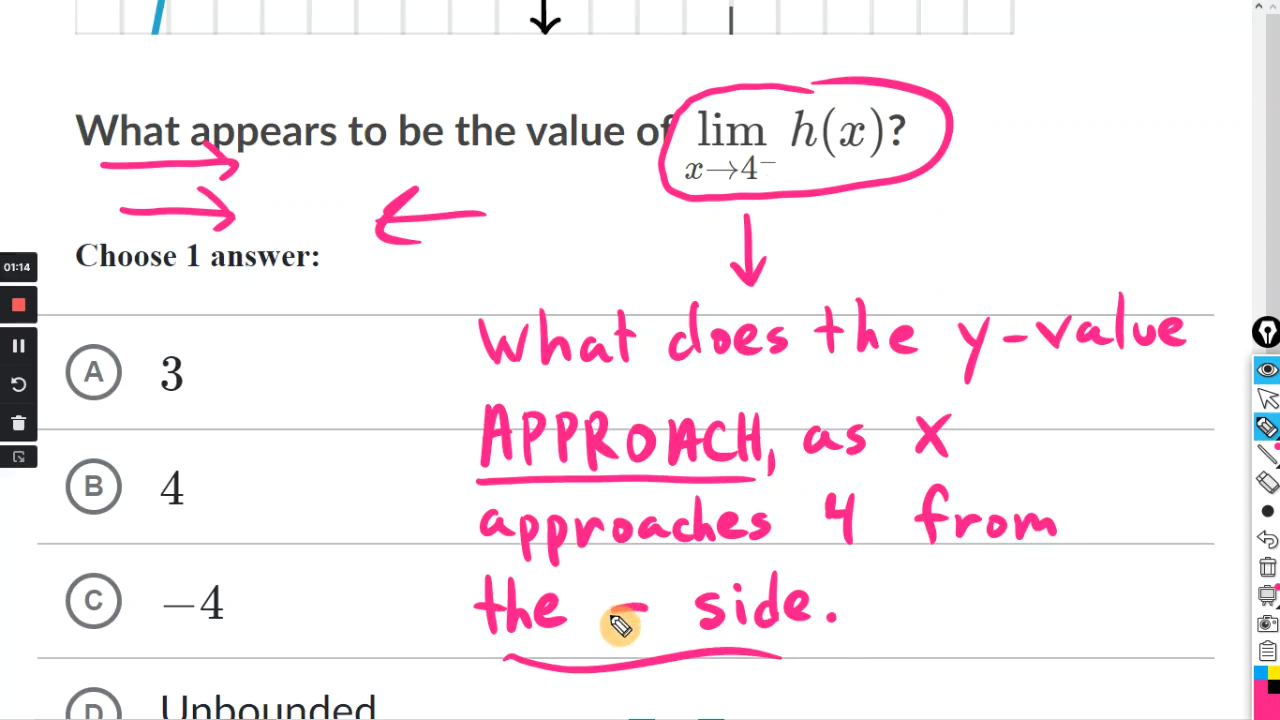 What appears to be the value of lim x→4⁻ h(x)?
Choose 1 answer:
A 3
B 4
C −4
D Unbounded
What does the y-value
APPROACH, as x
approaches 4 from
the - side.
01:14